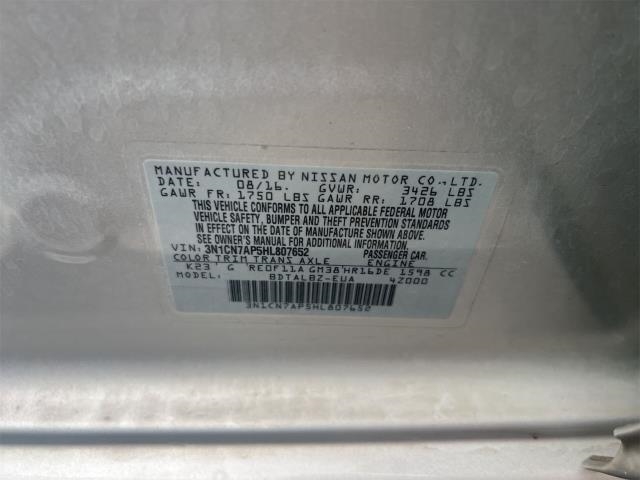 MANUFACTURED BY NISSAN MOTOR CO.,LTD.
DATE: 08/16. GVWR: 3426 LBS
GAWR FR: 1750 LBS GAWR RR: 1708 LBS
THIS VEHICLE CONFORMS TO ALL APPLICABLE FEDERAL MOTOR
VEHICLE SAFETY, BUMPER AND THEFT PREVENTION STANDARDS
IN EFFECT ON THE DATE OF MANUFACTURE SHOWN ABOVE.
SEE OWNER'S MANUAL FOR ADDITIONAL INFORMATION.
VIN: 3N1CN7AP5HL807652 PASSENGER CAR.
COLOR TRIM TRANS AXLE ENGINE
K23 G RE0F11A GM38 HR16DE 1598 CC
MODEL: BDTALBZ-EUA 4Z000
3N1CN7AP5HL807652